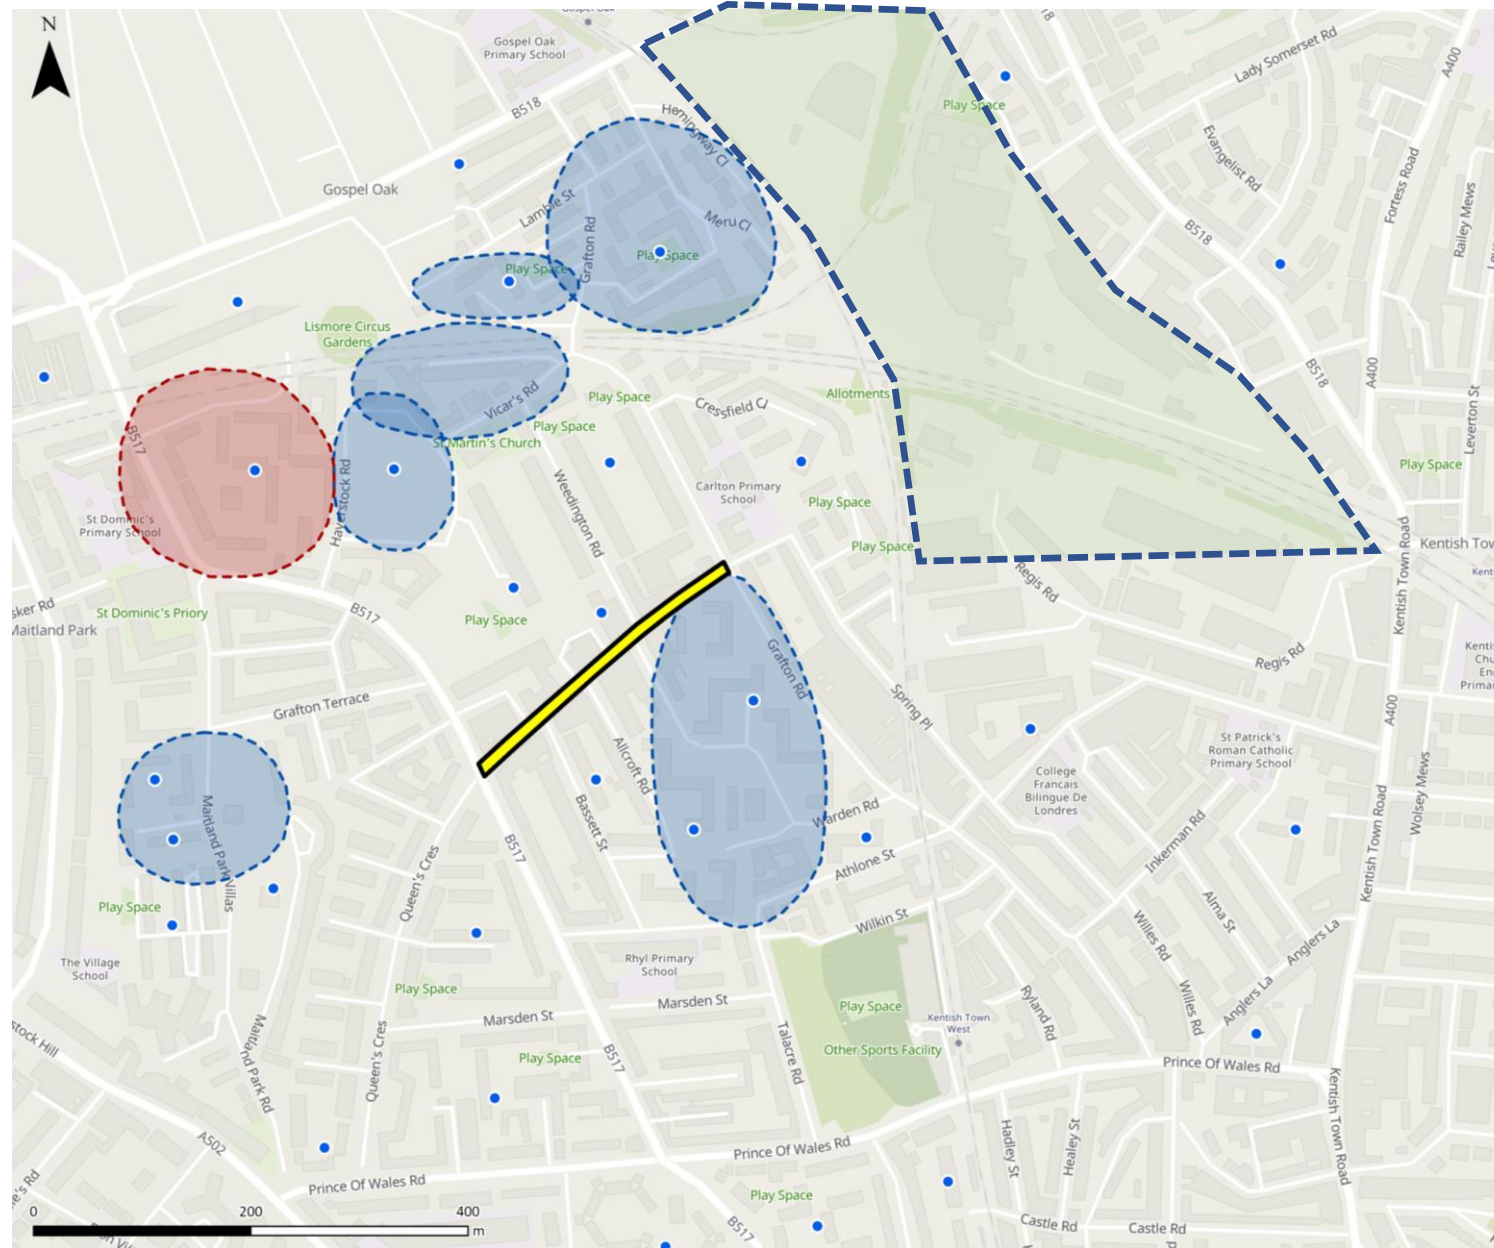 Gospel Oak
N
Gospel Oak
Primary School
B518
Lady Somerset Rd
A400
Play Space
B518
Hemingway Cl
Evangelist Rd
Fortess Road
Gospel Oak
Lamble St
Grafton Rd
Meru Cl
Railey Mews
B518
Play Space
Play Space
Lismore Circus
Gardens
B518
A400
Vicar's Rd
Play Space
Cressfield Cl
Allotments
Leverton St
B517
St Martin's Church
Play Space
Play Space
Haverstock Rd
Weedington Rd
Carlton Primary
School
Play Space
St Dominic's
Primary School
Play Space
Kentish Town Road
Regis Rd
sker Rd
St Dominic's Priory
B517
Play Space
Maitland Park
Grafton Rd
Regis Rd
Grafton Terrace
Spring Pl
A400
Allcroft Rd
St Patrick's
Roman Catholic
Primary School
College
Francais
Bilingue De
Londres
Wolsey Mews
Maitland Park Villas
Bassett St
Warden Rd
B517
Inkerman Rd
Kentish Town Road
Athlone St
Queen's Cres
Play Space
Wilkin St
Alma St
Willes Rd
Anglers La
The Village
School
Rhyl Primary
School
Play Space
Marsden St
Marsden St
Play Space
Ryland Rd
Willes Rd
Anglers La
Kentish Town
West
stock Hill
Maitland Park Rd
Queen's Cres
Play Space
B517
Talacre Rd
Other Sports Facility
Prince Of Wales Rd
Kentish Town Road
A502
Prince Of Wales Rd
Hadley St
Healey St
Prince Of Wales Rd
Play Space
B517
Castle Rd
Castle Rd
0 200 400 m